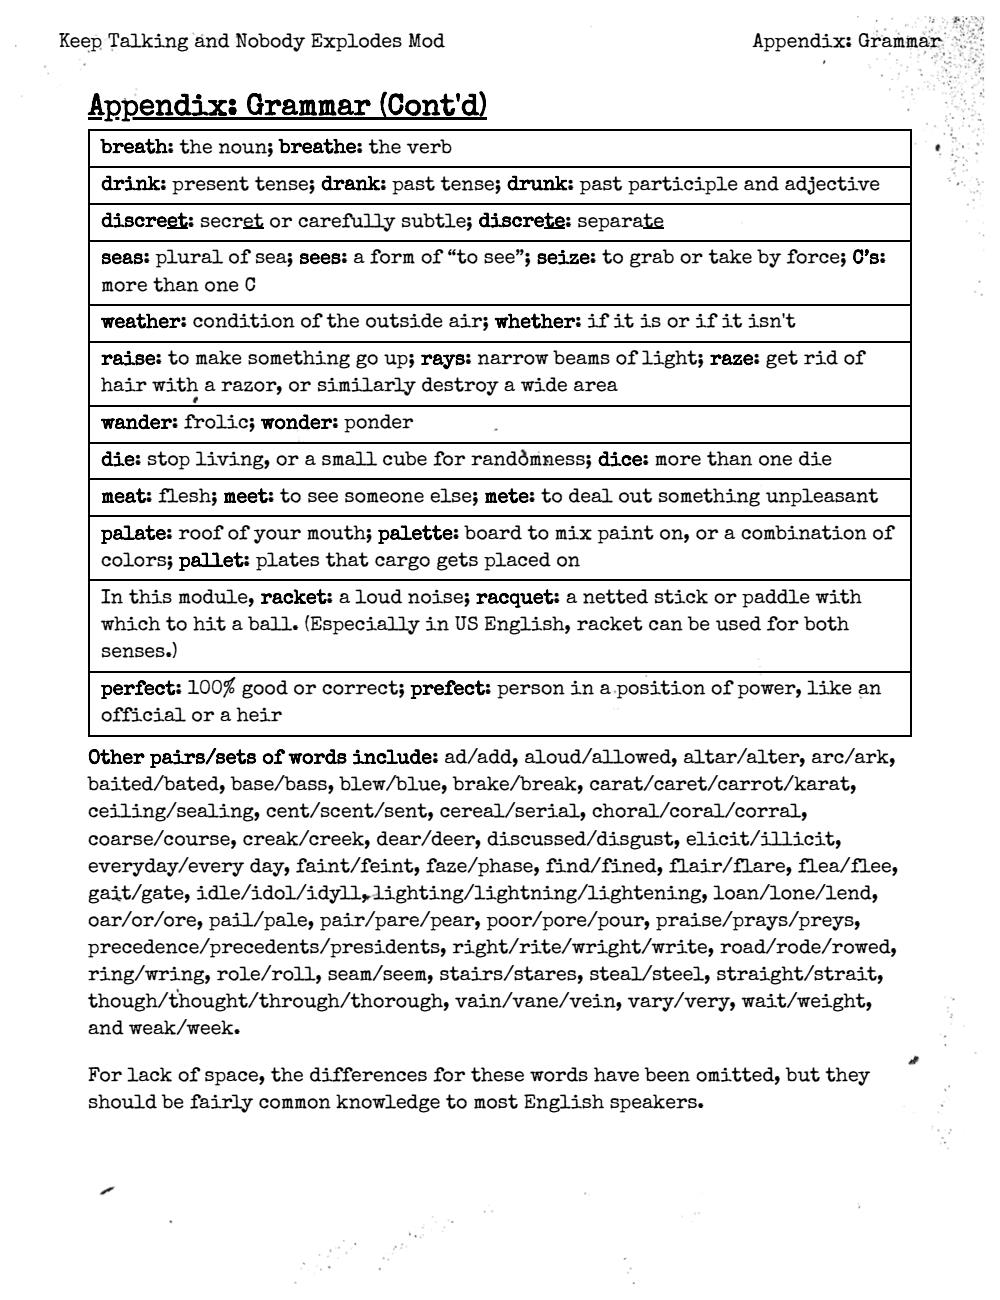 Keep Talking and Nobody Explodes Mod
Appendix: Grammar
Appendix: Grammar (Cont'd)
breath: the noun; breathe: the verb
drink: present tense; drank: past tense; drunk: past participle and adjective
discreet: secret or carefully subtle; discrete: separate
seas: plural of sea; sees: a form of “to see”; seize: to grab or take by force; C’s:
more than one C
weather: condition of the outside air; whether: if it is or if it isn't
raise: to make something go up; rays: narrow beams of light; raze: get rid of
hair with a razor, or similarly destroy a wide area
wander: frolic; wonder: ponder
die: stop living, or a small cube for randomness; dice: more than one die
meat: flesh; meet: to see someone else; mete: to deal out something unpleasant
palate: roof of your mouth; palette: board to mix paint on, or a combination of
colors; pallet: plates that cargo gets placed on
In this module, racket: a loud noise; racquet: a netted stick or paddle with
which to hit a ball. (Especially in US English, racket can be used for both
senses.)
perfect: 100% good or correct; prefect: person in a position of power, like an
official or a heir
Other pairs/sets of words include: ad/add, aloud/allowed, altar/alter, arc/ark,
baited/bated, base/bass, blew/blue, brake/break, carat/caret/carrot/karat,
ceiling/sealing, cent/scent/sent, cereal/serial, choral/coral/corral,
coarse/course, creak/creek, dear/deer, discussed/disgust, elicit/illicit,
everyday/every day, faint/feint, faze/phase, find/fined, flair/flare, flea/flee,
gait/gate, idle/idol/idyll, lighting/lightning/lightening, loan/lone/lend,
oar/or/ore, pail/pale, pair/pare/pear, poor/pore/pour, praise/prays/preys,
precedence/precedents/presidents, right/rite/wright/write, road/rode/rowed,
ring/wring, role/roll, seam/seem, stairs/stares, steal/steel, straight/strait,
though/thought/through/thorough, vain/vane/vein, vary/very, wait/weight,
and weak/week.
For lack of space, the differences for these words have been omitted, but they
should be fairly common knowledge to most English speakers.